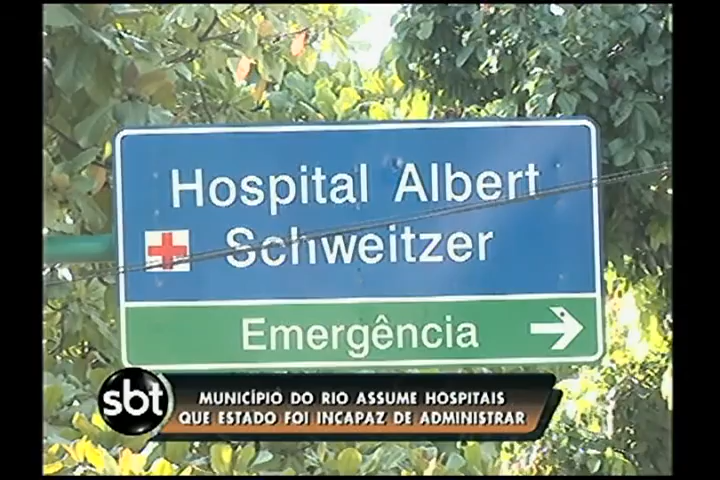 Hospital Albert
Schweitzer
Emergência
sbt
MUNICÍPIO DO RIO ASSUME HOSPITAIS
QUE ESTADO FOI INCAPAZ DE ADMINISTRAR